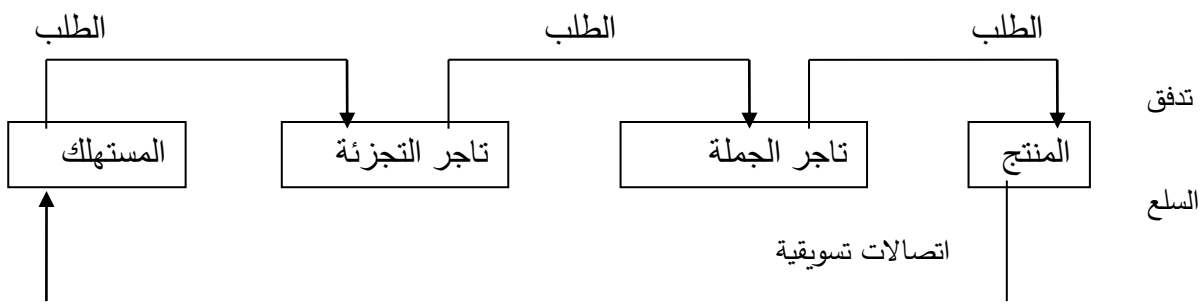 الطلب
الطلب
الطلب
تدفق
المنتج
تاجر الجملة
تاجر التجزئة
المستهلك
السلع
اتصالات تسويقية